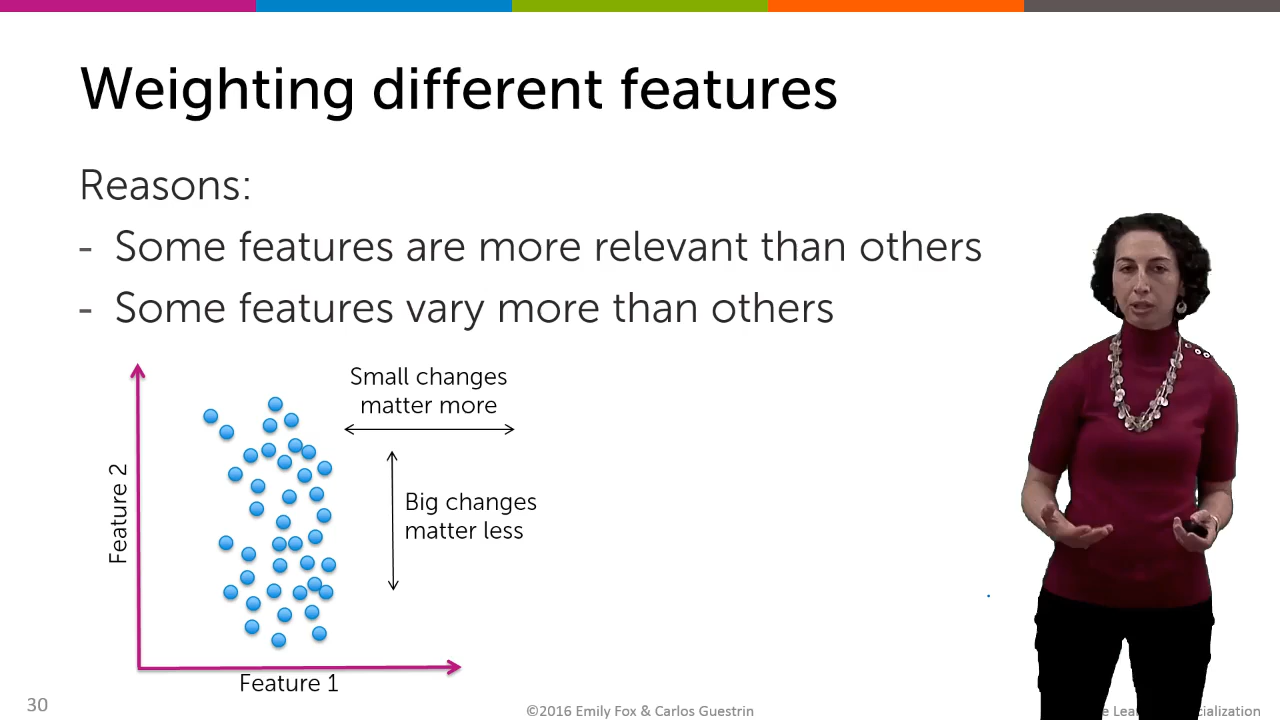 Weighting different features
Reasons:
- Some features are more relevant than others
- Some features vary more than others
Small changes
matter more
Big changes
matter less
Feature 2
Feature 1
30
©2016 Emily Fox & Carlos Guestrin